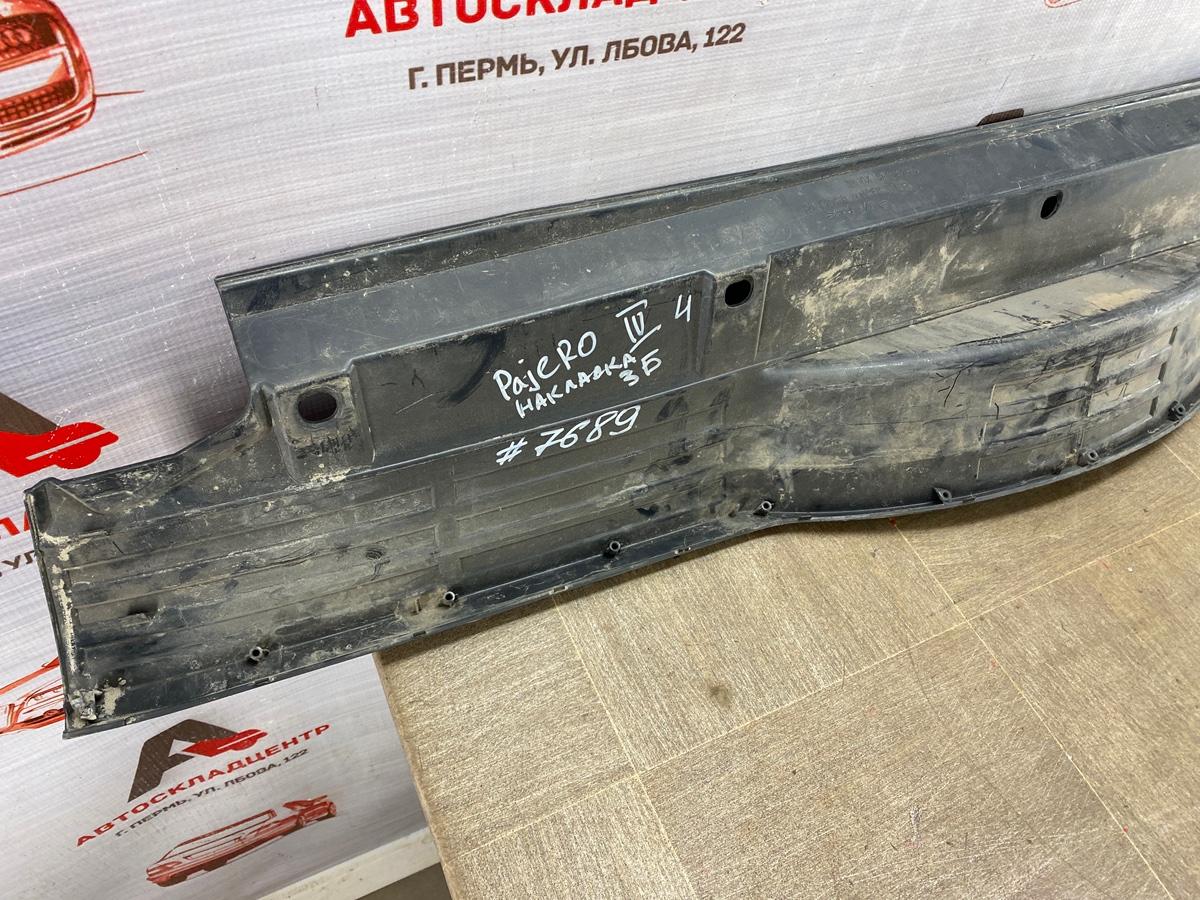 АВТОСКЛАД
Г. ПЕРМЬ, УЛ. ЛБОВА, 122
PajeRO IV 4
НАКЛАДКА
ЗБ
# 7689
АВТОСКЛАДЦЕНТР
Г. ПЕРМЬ, УЛ. ЛБОВА, 122